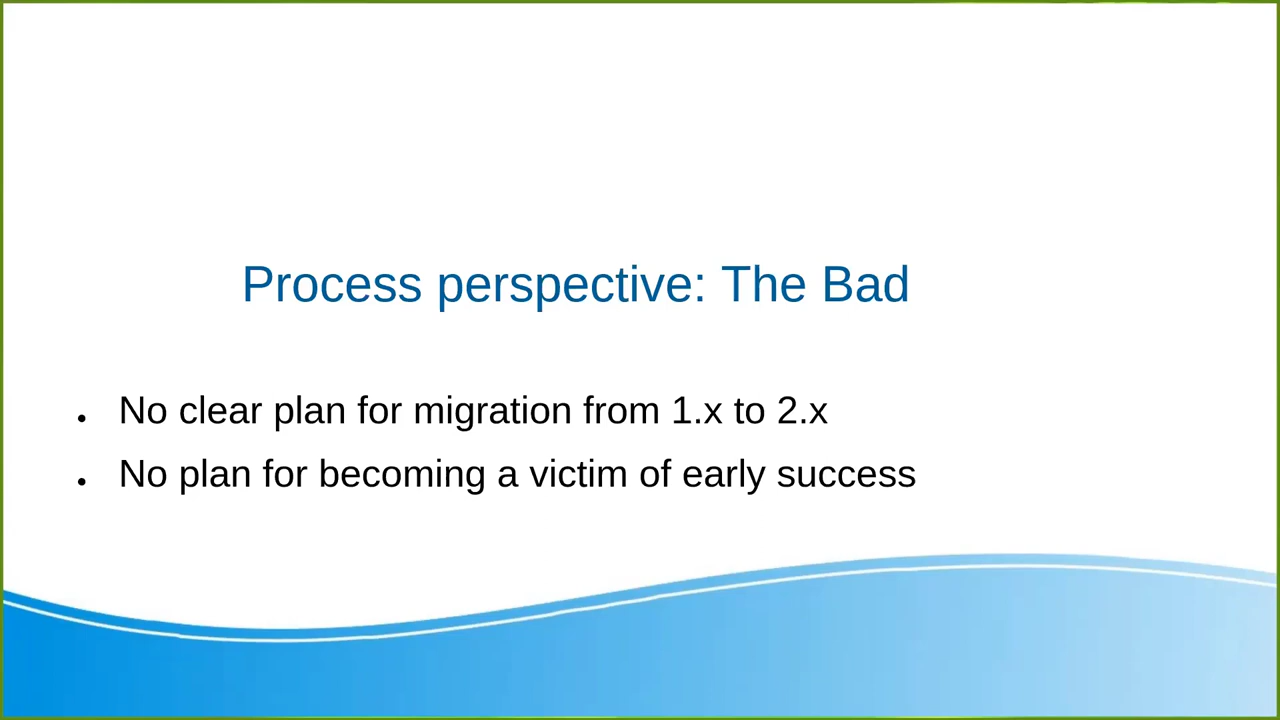 Process perspective: The Bad
• No clear plan for migration from 1.x to 2.x
• No plan for becoming a victim of early success